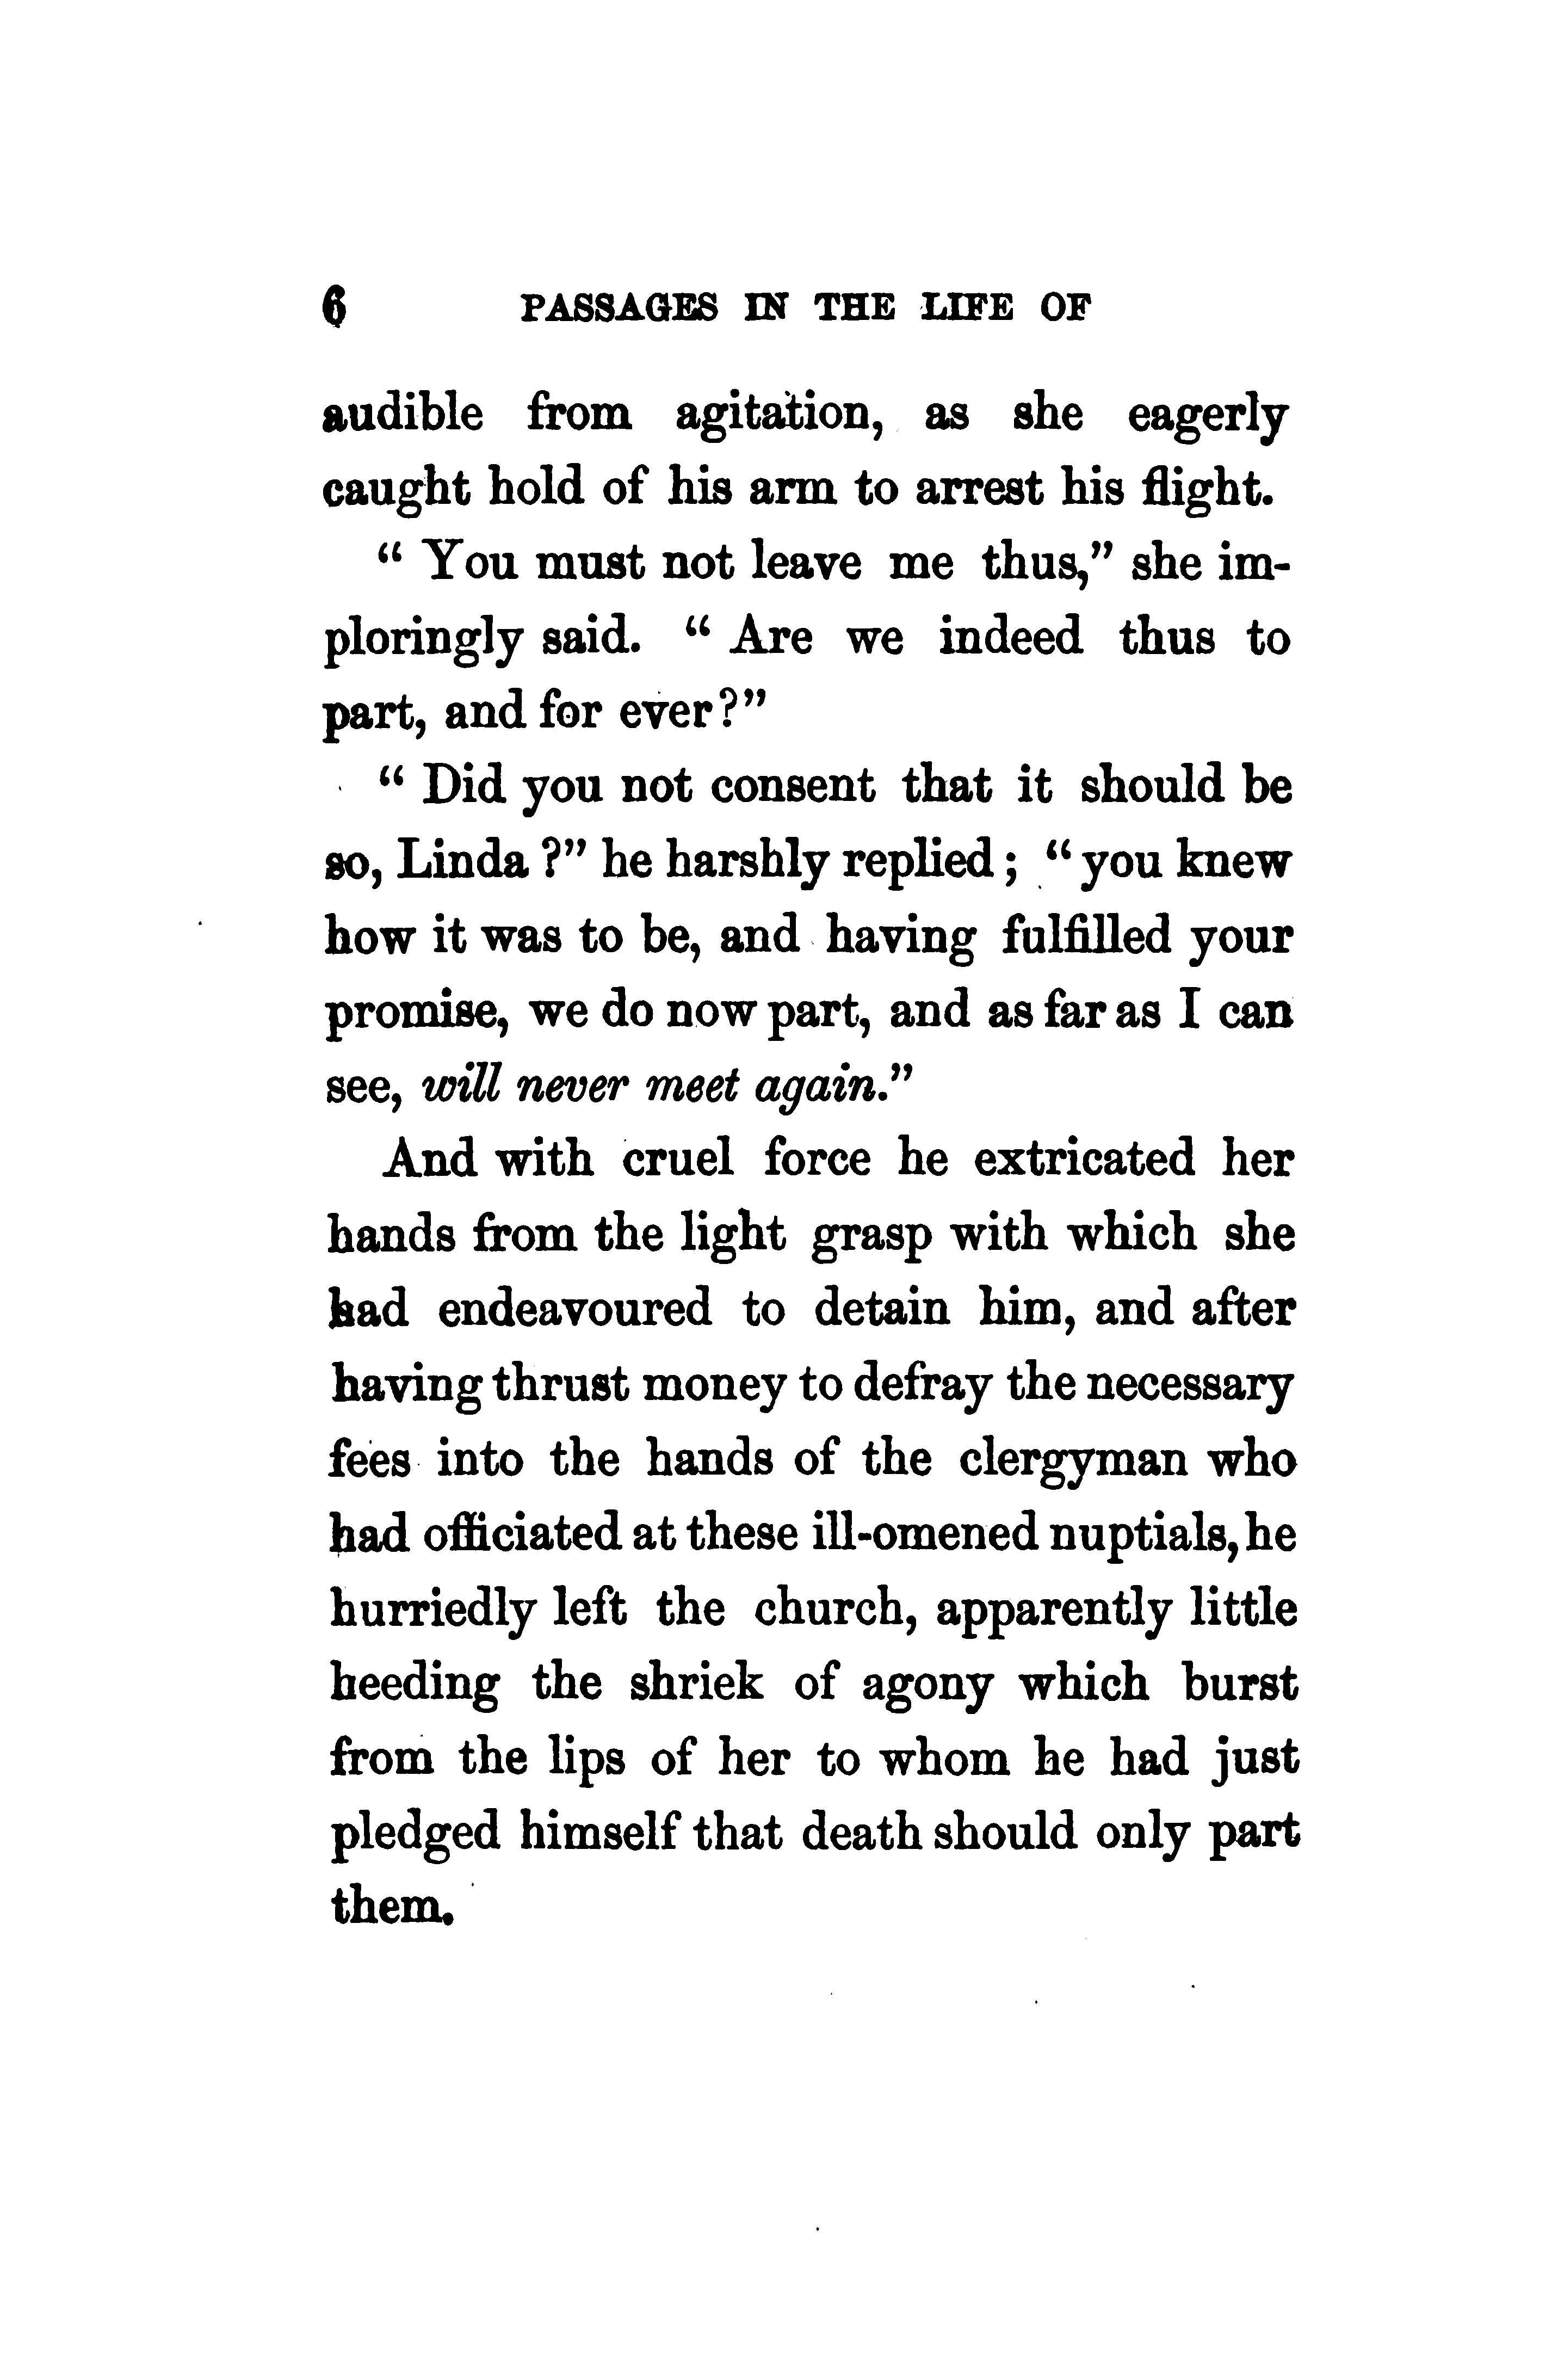 6 PASSAGES IN THE LIFE OF
audible from agitation, as she eagerly
caught hold of his arm to arrest his flight.
“ You must not leave me thus,” she im-
ploringly said. “ Are we indeed thus to
part, and for ever?”
“ Did you not consent that it should be
so, Linda ?” he harshly replied ; “ you knew
how it was to be, and having fulfilled your
promise, we do now part, and as far as I can
see, will never meet again.”
And with cruel force he extricated her
hands from the light grasp with which she
had endeavoured to detain him, and after
having thrust money to defray the necessary
fees into the hands of the clergyman who
had officiated at these ill-omened nuptials, he
hurriedly left the church, apparently little
heeding the shriek of agony which burst
from the lips of her to whom he had just
pledged himself that death should only part
them.